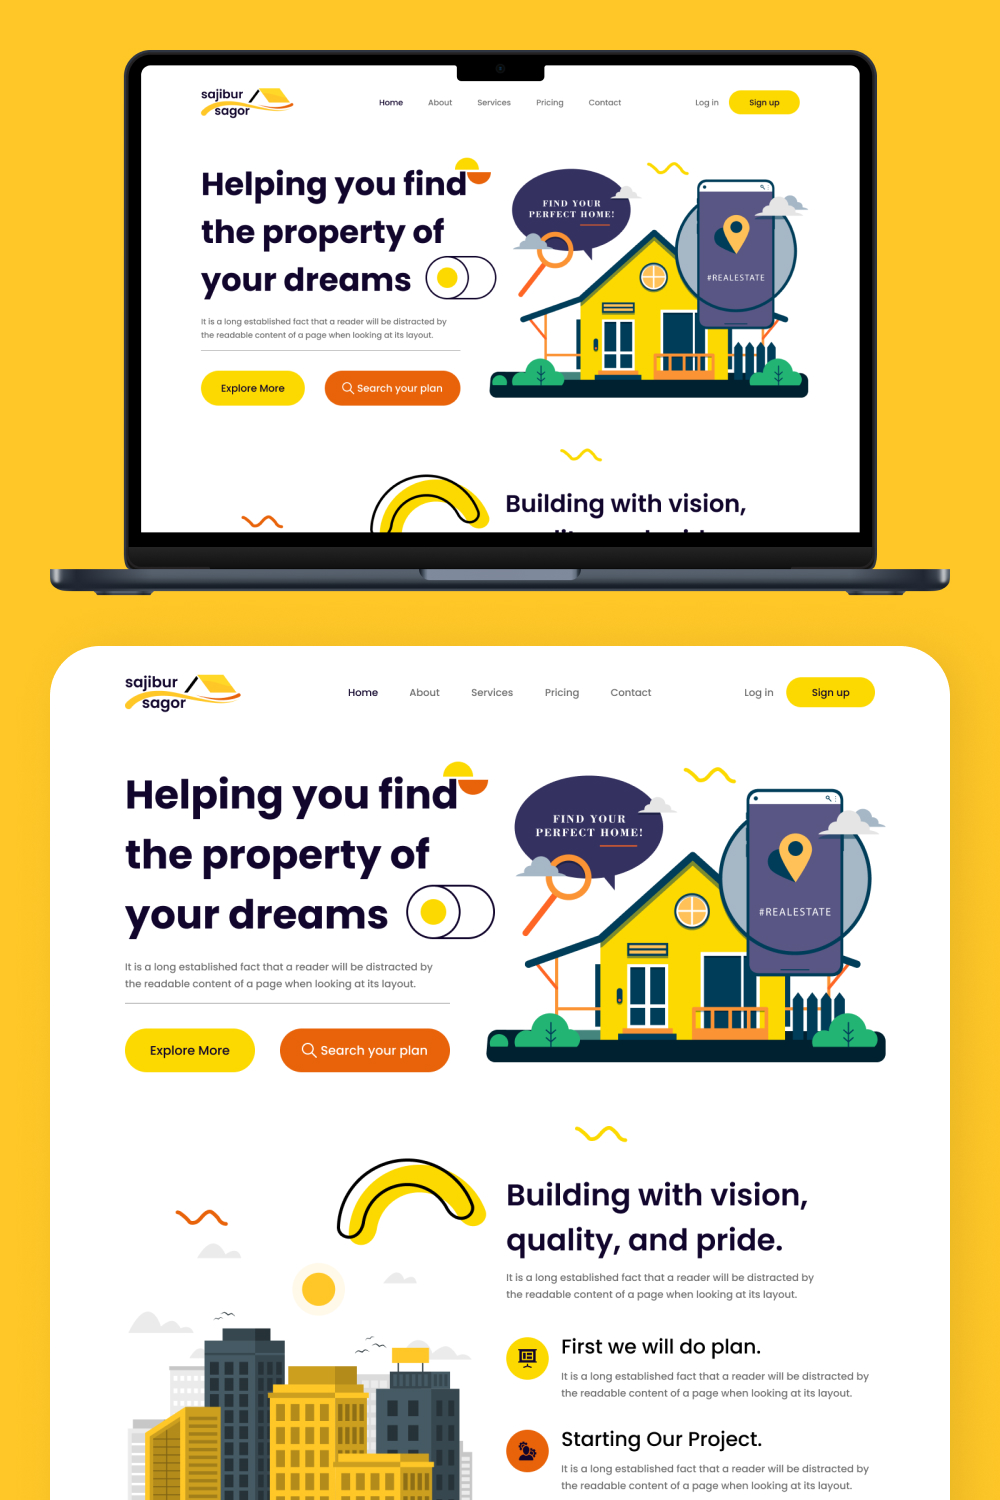 sajibur
sagor
Home About Services Pricing Contact
Log in Sign up
Helping you find
the property of
your dreams
It is a long established fact that a reader will be distracted by
the readable content of a page when looking at its layout.
Explore More Search your plan
FIND YOUR
PERFECT HOME!
#REALESTATE
Building with vision,
sajibur
sagor
Home About Services Pricing Contact
Log in Sign up
Helping you find
the property of
your dreams
It is a long established fact that a reader will be distracted by
the readable content of a page when looking at its layout.
Explore More Search your plan
FIND YOUR
PERFECT HOME!
#REALESTATE
Building with vision,
quality, and pride.
It is a long established fact that a reader will be distracted by
the readable content of a page when looking at its layout.
First we will do plan.
It is a long established fact that a reader will be distracted by
the readable content of a page when looking at its layout.
Starting Our Project.
It is a long established fact that a reader will be distracted by
the readable content of a page when looking at its layout.